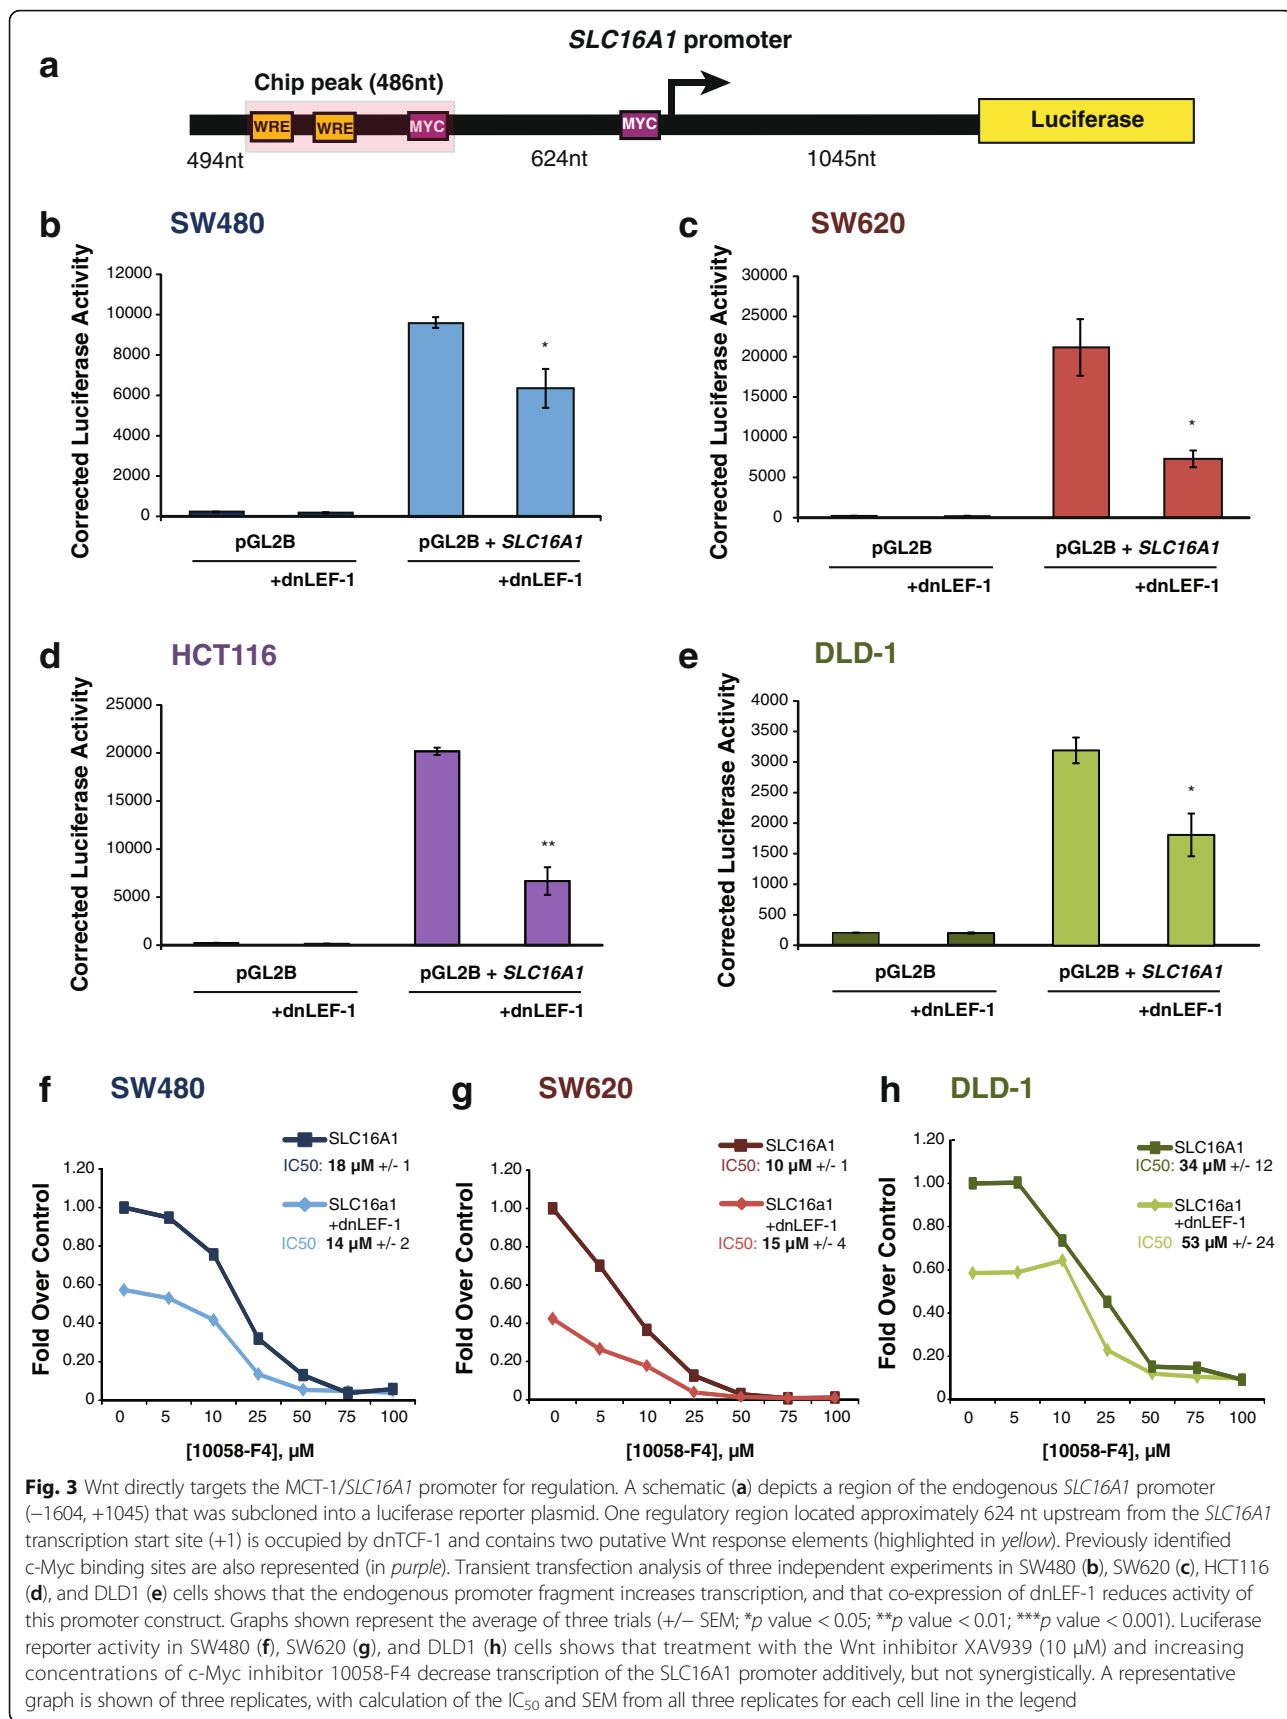 SLC16A1 promoter
a
Chip peak (486nt)
WRE WRE MYC MYC Luciferase
494nt 624nt 1045nt
b SW480
Corrected Luciferase Activity
12000
10000
8000
6000
4000
2000
0
*
pGL2B pGL2B + SLC16A1
+dnLEF-1 +dnLEF-1
c SW620
Corrected Luciferase Activity
30000
25000
20000
15000
10000
5000
0
*
pGL2B pGL2B + SLC16A1
+dnLEF-1 +dnLEF-1
d HCT116
Corrected Luciferase Activity
25000
20000
15000
10000
5000
0
**
pGL2B pGL2B + SLC16A1
+dnLEF-1 +dnLEF-1
e DLD-1
Corrected Luciferase Activity
4000
3500
3000
2500
2000
1500
1000
500
0
*
pGL2B pGL2B + SLC16A1
+dnLEF-1 +dnLEF-1
f SW480
SLC16A1
IC50: 18 µM +/- 1
SLC16a1
+dnLEF-1
IC50: 14 µM +/- 2
Fold Over Control
1.20
1.00
0.80
0.60
0.40
0.20
0
0 5 10 25 50 75 100
[10058-F4], µM
g SW620
SLC16A1
IC50: 10 µM +/- 1
SLC16a1
+dnLEF-1
IC50: 15 µM +/- 4
Fold Over Control
1.20
1.00
0.80
0.60
0.40
0.20
0
0 5 10 25 50 75 100
[10058-F4], µM
h DLD-1
SLC16A1
IC50: 34 µM +/- 12
SLC16a1
+dnLEF-1
IC50: 53 µM +/- 24
Fold Over Control
1.20
1.00
0.80
0.60
0.40
0.20
0
0 5 10 25 50 75 100
[10058-F4], µM
Fig. 3 Wnt directly targets the MCT-1/SLC16A1 promoter for regulation. A schematic (a) depicts a region of the endogenous SLC16A1 promoter
(−1604, +1045) that was subcloned into a luciferase reporter plasmid. One regulatory region located approximately 624 nt upstream from the SLC16A1
transcription start site (+1) is occupied by dnTCF-1 and contains two putative Wnt response elements (highlighted in yellow). Previously identified
c-Myc binding sites are also represented (in purple). Transient transfection analysis of three independent experiments in SW480 (b), SW620 (c), HCT116
(d), and DLD1 (e) cells shows that the endogenous promoter fragment increases transcription, and that co-expression of dnLEF-1 reduces activity of
this promoter construct. Graphs shown represent the average of three trials (+/− SEM; *p value < 0.05; **p value < 0.01; ***p value < 0.001). Luciferase
reporter activity in SW480 (f), SW620 (g), and DLD1 (h) cells shows that treatment with the Wnt inhibitor XAV939 (10 µM) and increasing
concentrations of c-Myc inhibitor 10058-F4 decrease transcription of the SLC16A1 promoter additively, but not synergistically. A representative
graph is shown of three replicates, with calculation of the IC50 and SEM from all three replicates for each cell line in the legend